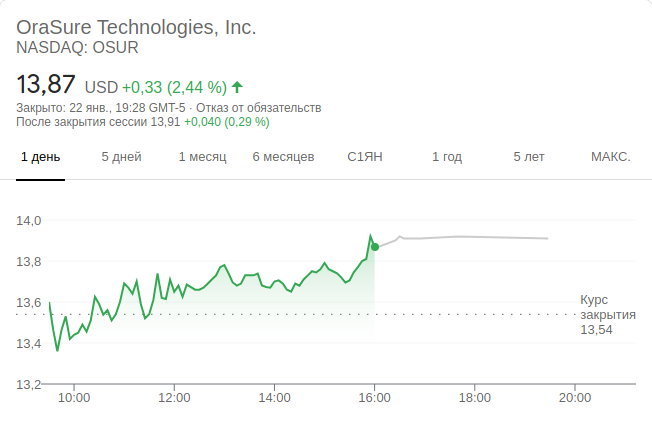 OraSure Technologies, Inc.
NASDAQ: OSUR
13,87 USD +0,33 (2,44 %)
Закрыто: 22 янв., 19:28 GMT-5 · Отказ от обязательств
После закрытия сессии 13,91 +0,040 (0,29 %)
1 день 5 дней 1 месяц 6 месяцев С1ЯН 1 год 5 лет МАКС.
14,0
13,8
13,6
13,4
13,2
Курс
закрытия
13,54
10:00 12:00 14:00 16:00 18:00 20:00